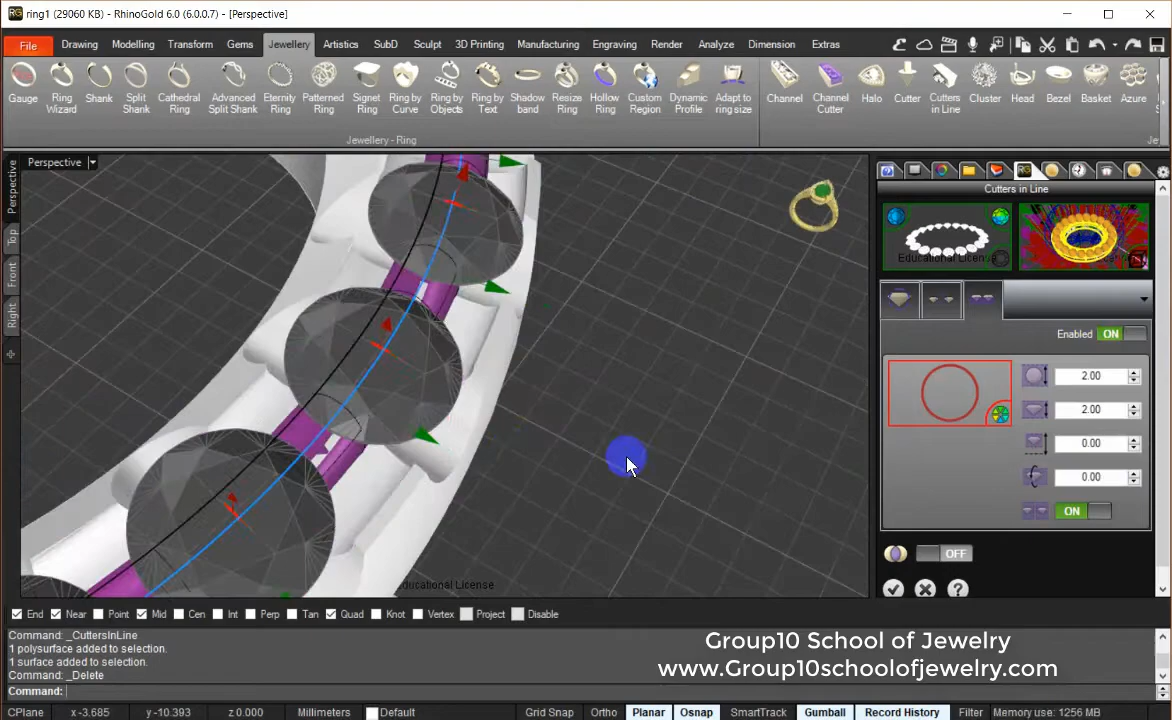 RG ring1 (29060 KB) - RhinoGold 6.0 (6.0.0.7) - [Perspective]
File Drawing Modelling Transform Gems Jewellery Artistics SubD Sculpt 3D Printing Manufacturing Engraving Render Analyze Dimension Extras
Gauge Ring Wizard Shank Split Shank Cathedral Ring Advanced Split Shank Eternity Ring Patterned Ring Signet Ring Ring by Curve Ring by Objects Ring by Text Shadow band Resize Ring Hollow Ring Custom Region Dynamic Profile Adapt to ring size Channel Channel Cutter Halo Cutter Cutters in Line Cluster Head Bezel Basket Azure
Jewellery - Ring Je
Perspective
Perspective
Top
Front
Right
RG
Cutters in Line
Educational License
Enabled ON
2.00
2.00
0.00
0.00
ON
OFF
ducational License
End Near Point Mid Cen Int Perp Tan Quad Knot Vertex Project Disable
Command: _CuttersInLine
1 polysurface added to selection.
1 surface added to selection.
Command: _Delete
Command:
Group10 School of Jewelry
www.Group10schoolofjewelry.com
CPlane x -3.685 y -10.393 z 0.000 Millimeters Default Grid Snap Ortho Planar Osnap SmartTrack Gumball Record History Filter Memory use: 1256 MB